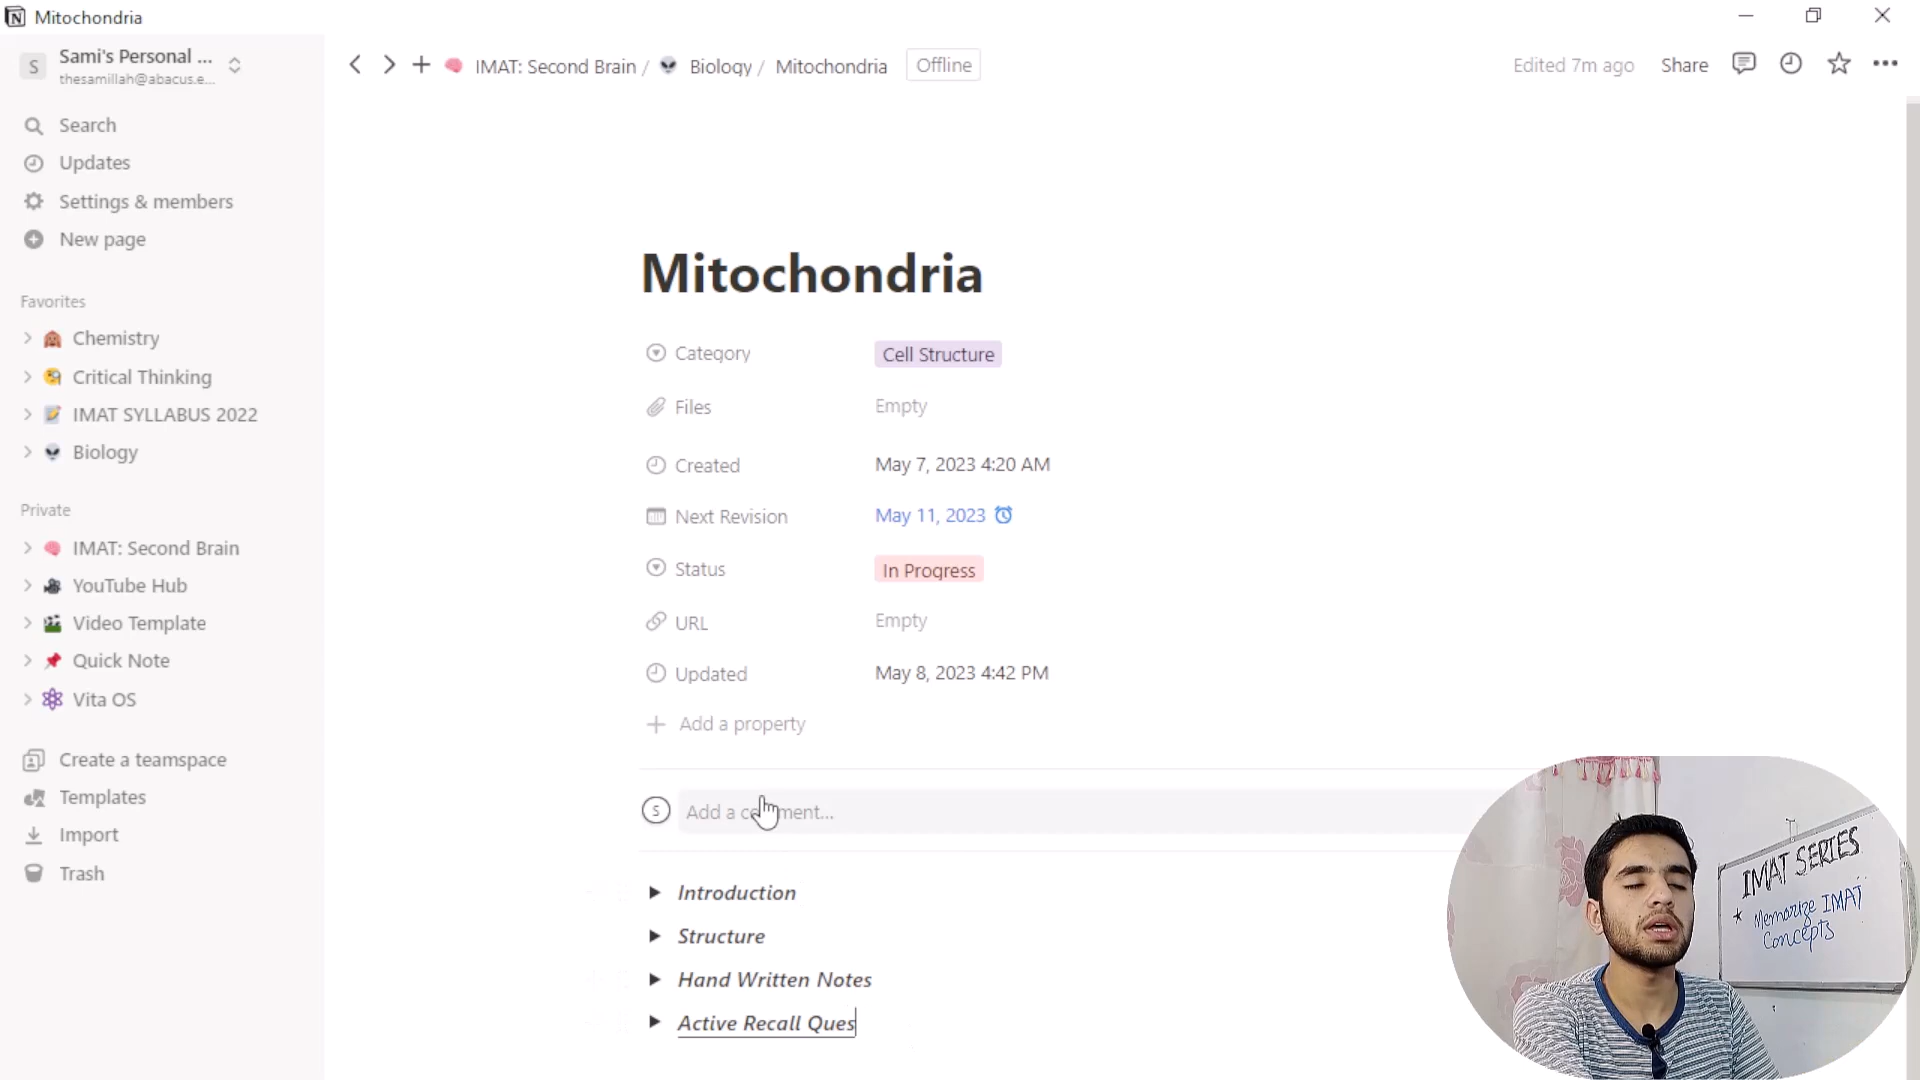 Mitochondria
S
Sami's Personal ...
thesamillah@abacus.e...
Search
Updates
Settings & members
New page
Favorites
Chemistry
Critical Thinking
IMAT SYLLABUS 2022
Biology
Private
IMAT: Second Brain
YouTube Hub
Video Template
Quick Note
Vita OS
Create a teamspace
Templates
Import
Trash
IMAT: Second Brain / Biology / Mitochondria Offline
Edited 7m ago Share
Mitochondria
Category Cell Structure
Files Empty
Created May 7, 2023 4:20 AM
Next Revision May 11, 2023
Status In Progress
URL Empty
Updated May 8, 2023 4:42 PM
Add a property
S Add a comment...
Introduction
Structure
Hand Written Notes
Active Recall Ques
IMAT SERIES
* Memorize IMAT
Concepts